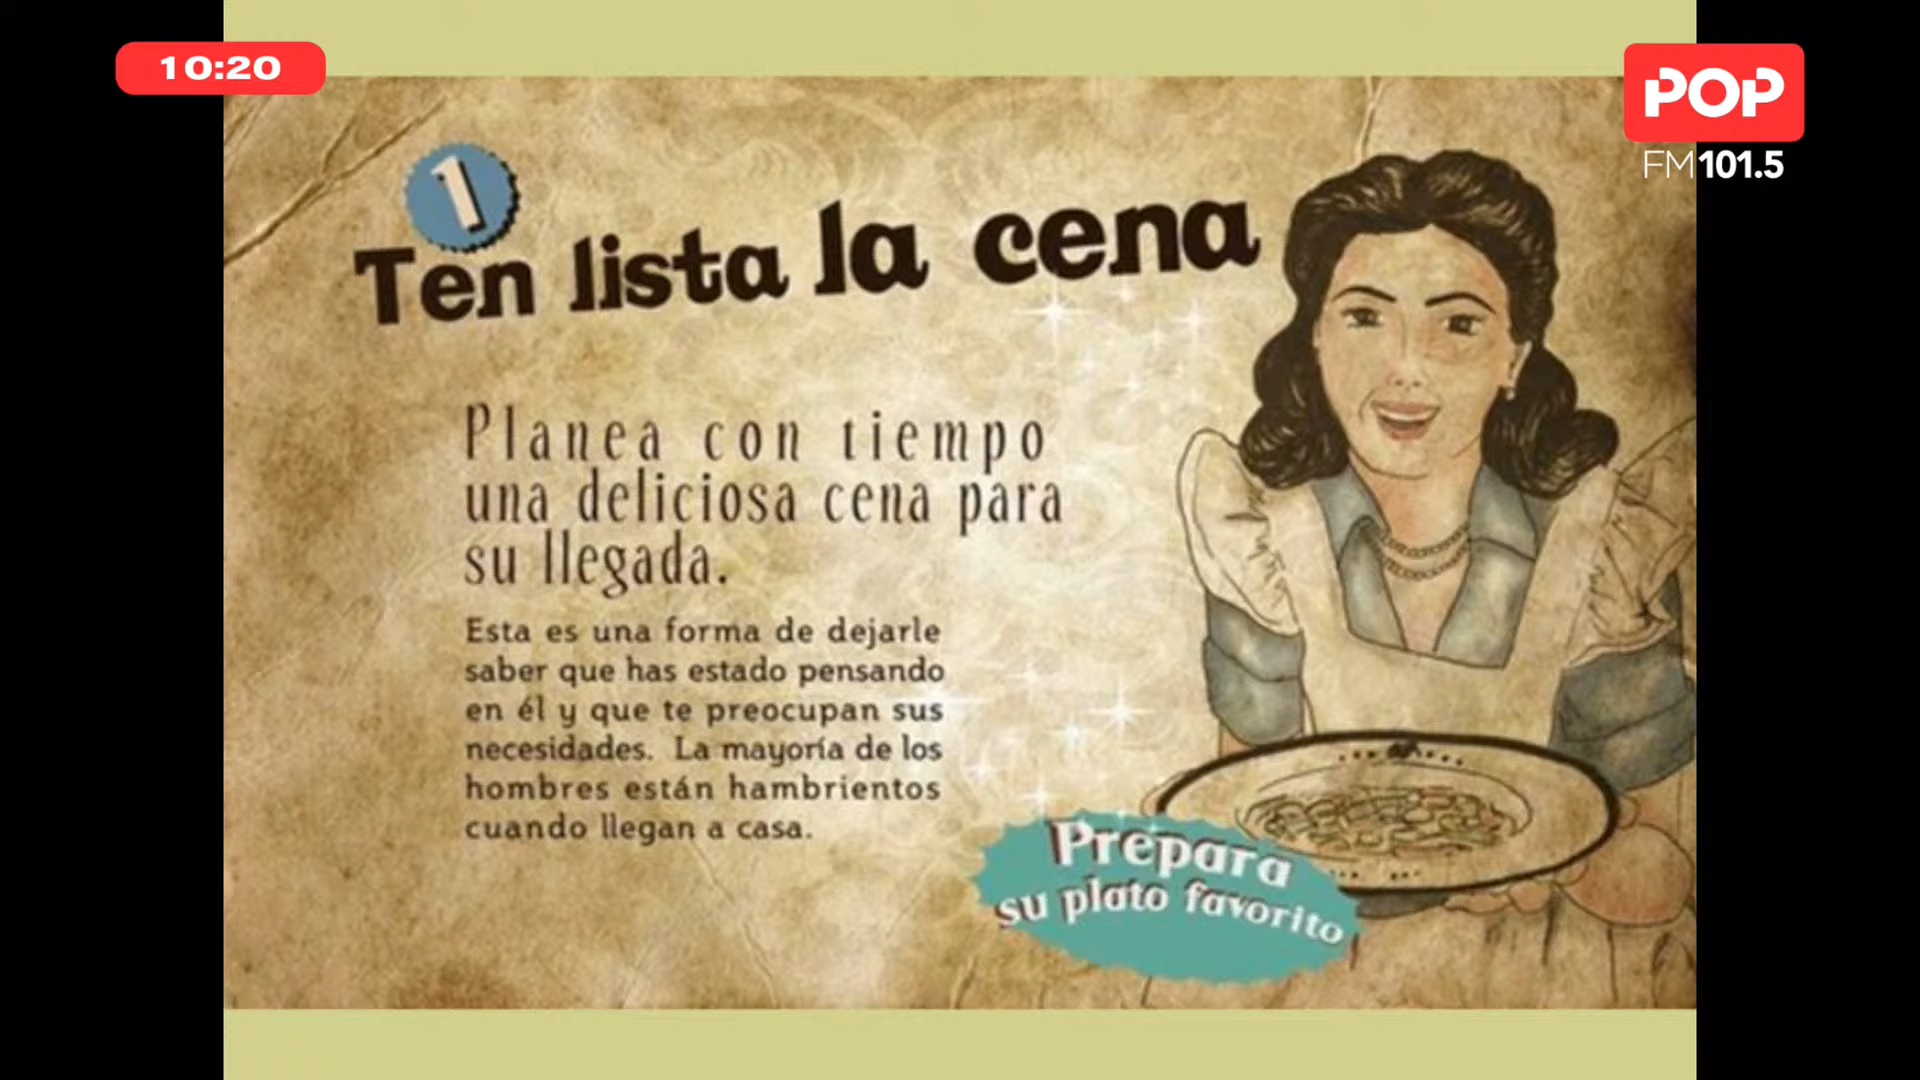 10:20
POP
FM101.5
1
Ten lista la cena
Planea con tiempo
una deliciosa cena para
su llegada.
Esta es una forma de dejarle
saber que has estado pensando
en él y que te preocupan sus
necesidades. La mayoría de los
hombres están hambrientos
cuando llegan a casa.
Prepara
su plato favorito